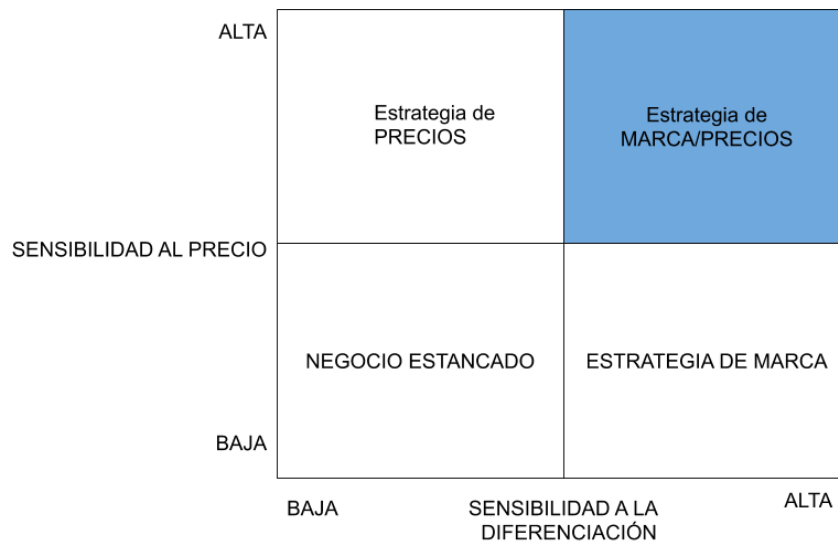 ALTA
Estrategia de
PRECIOS
Estrategia de
MARCA/PRECIOS
SENSIBILIDAD AL PRECIO
NEGOCIO ESTANCADO
ESTRATEGIA DE MARCA
BAJA
BAJA
SENSIBILIDAD A LA
DIFERENCIACIÓN
ALTA